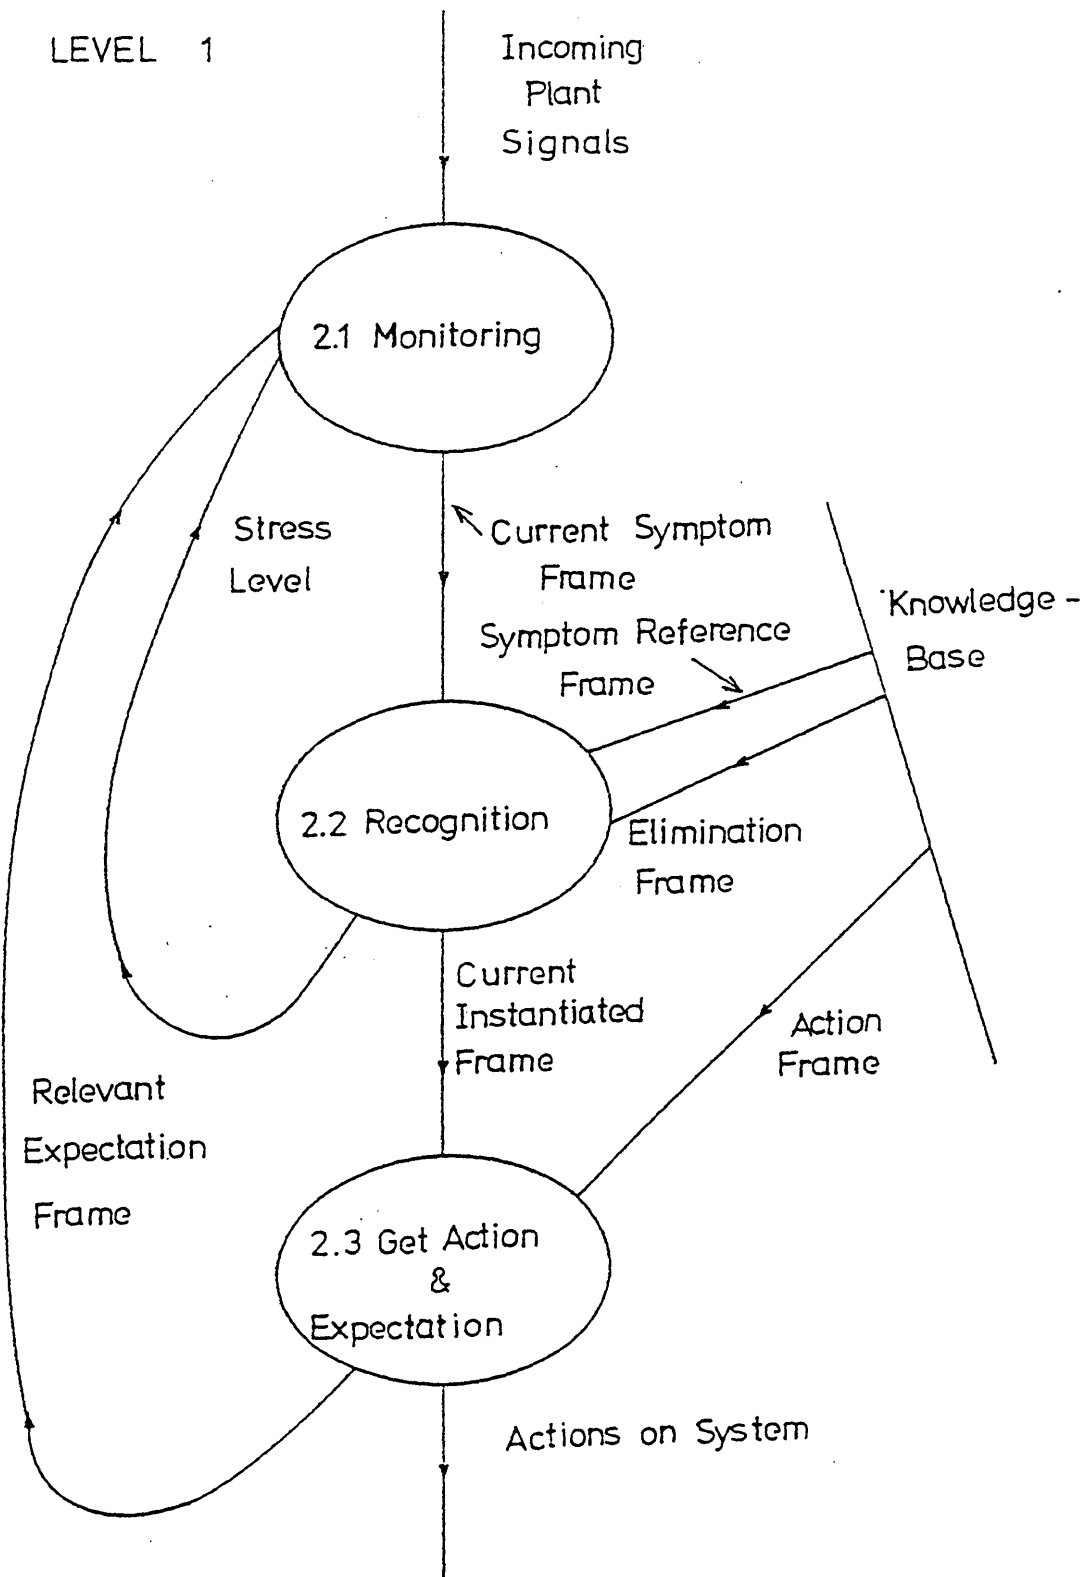 LEVEL 1
Incoming
Plant
Signals
2.1 Monitoring
Stress
Level
Current Symptom
Frame
Symptom Reference
Frame
Knowledge-
Base
2.2 Recognition
Elimination
Frame
Current
Instantiated
Frame
Action
Frame
Relevant
Expectation
Frame
2.3 Get Action
&
Expectation
Actions on System